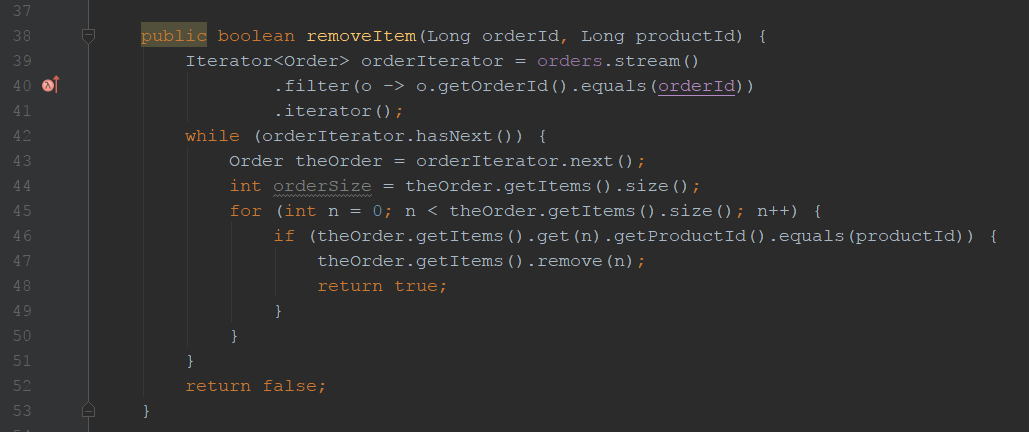 37
38 public boolean removeItem(Long orderId, Long productId) {
39 Iterator<Order> orderIterator = orders.stream()
40 .filter(o -> o.getOrderId().equals(orderId))
41 .iterator();
42 while (orderIterator.hasNext()) {
43 Order theOrder = orderIterator.next();
44 int orderSize = theOrder.getItems().size();
45 for (int n = 0; n < theOrder.getItems().size(); n++) {
46 if (theOrder.getItems().get(n).getProductId().equals(productId)) {
47 theOrder.getItems().remove(n);
48 return true;
49 }
50 }
51 }
52 return false;
53 }